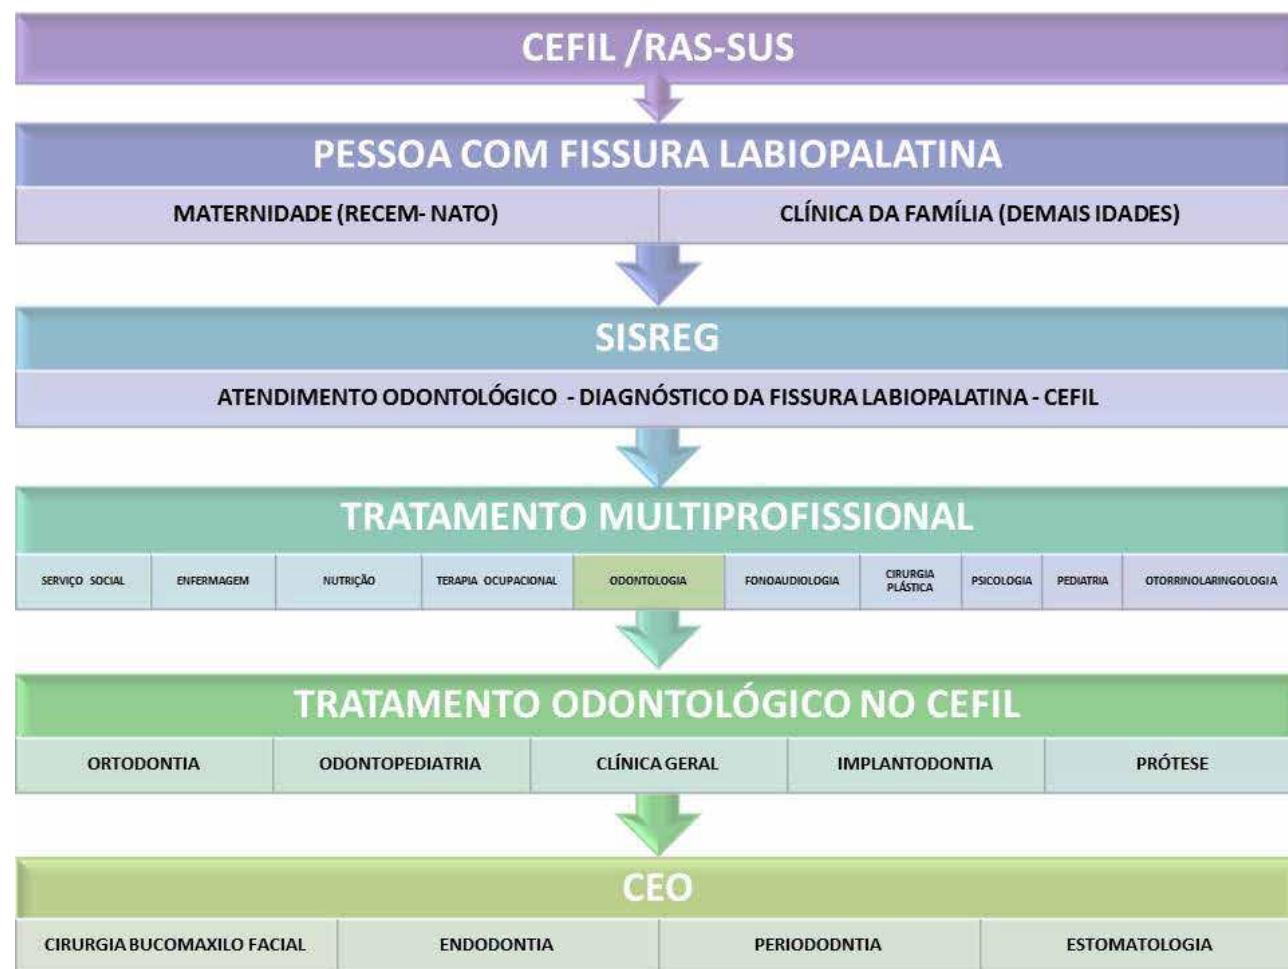 CEFIL /RAS-SUS
PESSOA COM FISSURA LABIOPALATINA
MATERNIDADE (RECEM- NATO)
CLÍNICA DA FAMÍLIA (DEMAIS IDADES)
SISREG
ATENDIMENTO ODONTOLÓGICO - DIAGNÓSTICO DA FISSURA LABIOPALATINA - CEFIL
TRATAMENTO MULTIPROFISSIONAL
SERVIÇO SOCIAL
ENFERMAGEM
NUTRIÇÃO
TERAPIA OCUPACIONAL
ODONTOLOGIA
FONOAUDIOLOGIA
CIRURGIA
PLÁSTICA
PSICOLOGIA
PEDIATRIA
OTORRINOLARINGOLOGIA
TRATAMENTO ODONTOLÓGICO NO CEFIL
ORTODONTIA
ODONTOPEDIATRIA
CLÍNICA GERAL
IMPLANTODONTIA
PRÓTESE
CEO
CIRURGIA BUCOMAXILO FACIAL
ENDODONTIA
PERIODODNTIA
ESTOMATOLOGIA